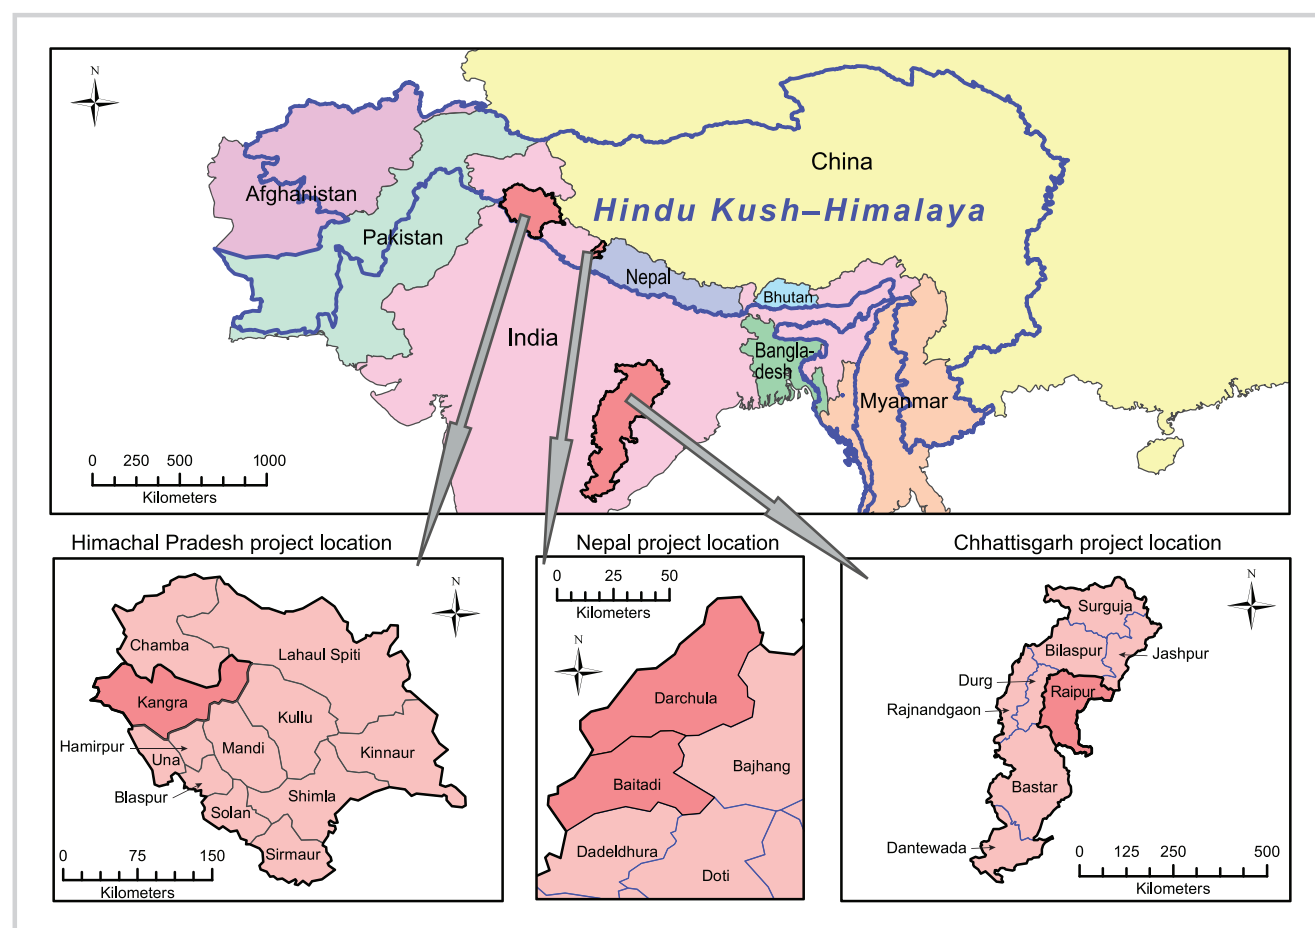 N
China
Afghanistan
Hindu Kush–Himalaya
Pakistan
Nepal
Bhutan
India
Bangla-
desh
Myanmar
0 250 500 1000
Kilometers
Himachal Pradesh project location
N
Chamba
Lahaul Spiti
Kangra
Kullu
Hamirpur
Mandi
Kinnaur
Una
Blaspur
Shimla
Solan
Sirmaur
0 75 150
Kilometers
Nepal project location
0 25 50
Kilometers
N
Darchula
Bajhang
Baitadi
Dadeldhura
Doti
Chhattisgarh project location
N
Surguja
Bilaspur
Jashpur
Durg
Raipur
Rajnandgaon
Bastar
Dantewada
0 125 250 500
Kilometers